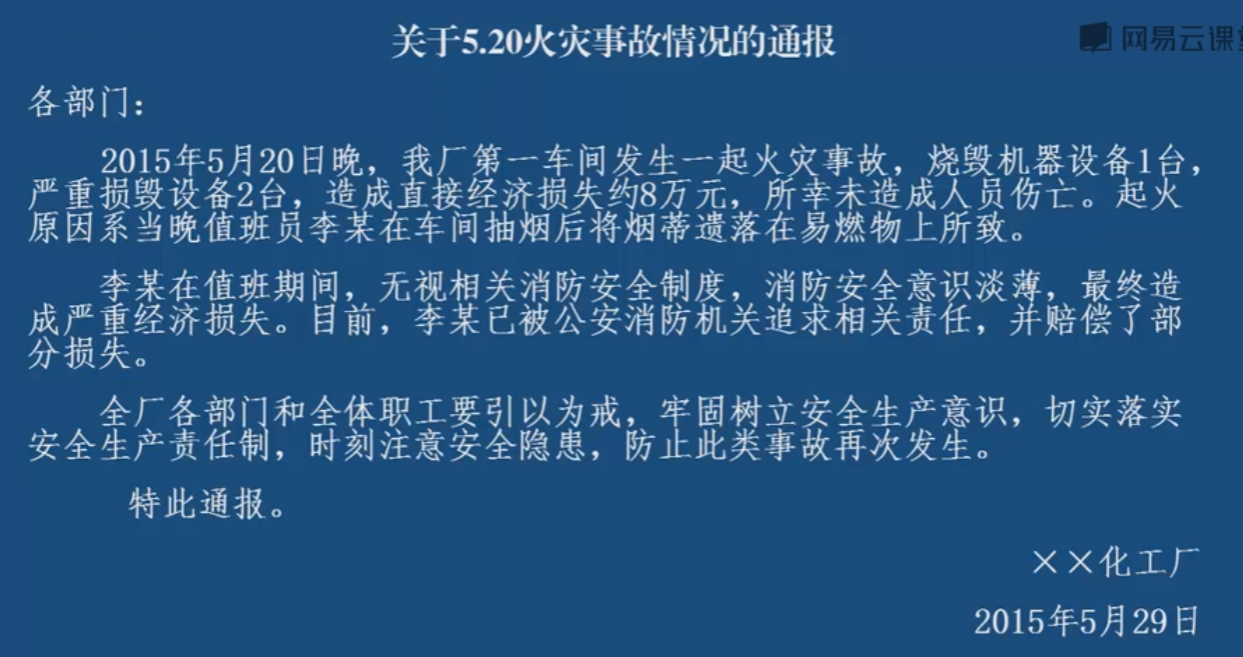 关于5.20火灾事故情况的通报
网易云课堂
各部门：
2015年5月20日晚，我厂第一车间发生一起火灾事故，烧毁机器设备1台，
严重损毁设备2台，造成直接经济损失约8万元，所幸未造成人员伤亡。起火
原因系当晚值班员李某在车间抽烟后将烟蒂遗落在易燃物上所致。
李某在值班期间，无视相关消防安全制度，消防安全意识淡薄，最终造
成严重经济损失。目前，李某已被公安消防机关追求相关责任，并赔偿了部
分损失。
全厂各部门和全体职工要引以为戒，牢固树立安全生产意识，切实落实
安全生产责任制，时刻注意安全隐患，防止此类事故再次发生。
特此通报。
××化工厂
2015年5月29日